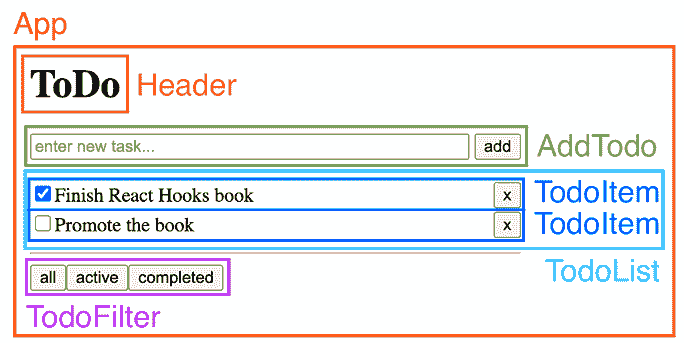 App
ToDo Header
enter new task... add AddTodo
Finish React Hooks book x TodoItem
Promote the book x TodoItem
TodoList
all active completed
TodoFilter